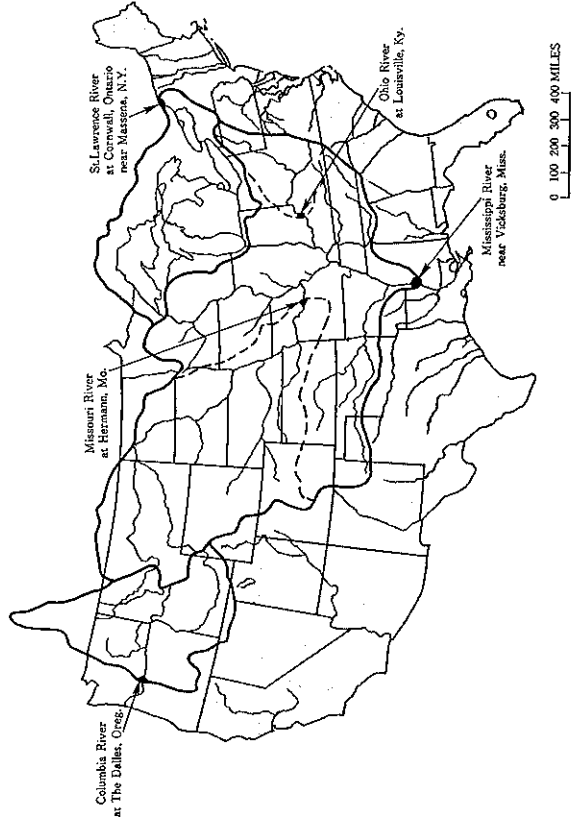 Columbia River
at The Dalles, Oreg.
Missouri River
at Hermann, Mo.
St.Lawrence River
at Cornwall, Ontario
near Massena, N.Y.
Ohio River
at Louisville, Ky.
Mississippi River
near Vicksburg, Miss.
0 100 200 300 400 MILES